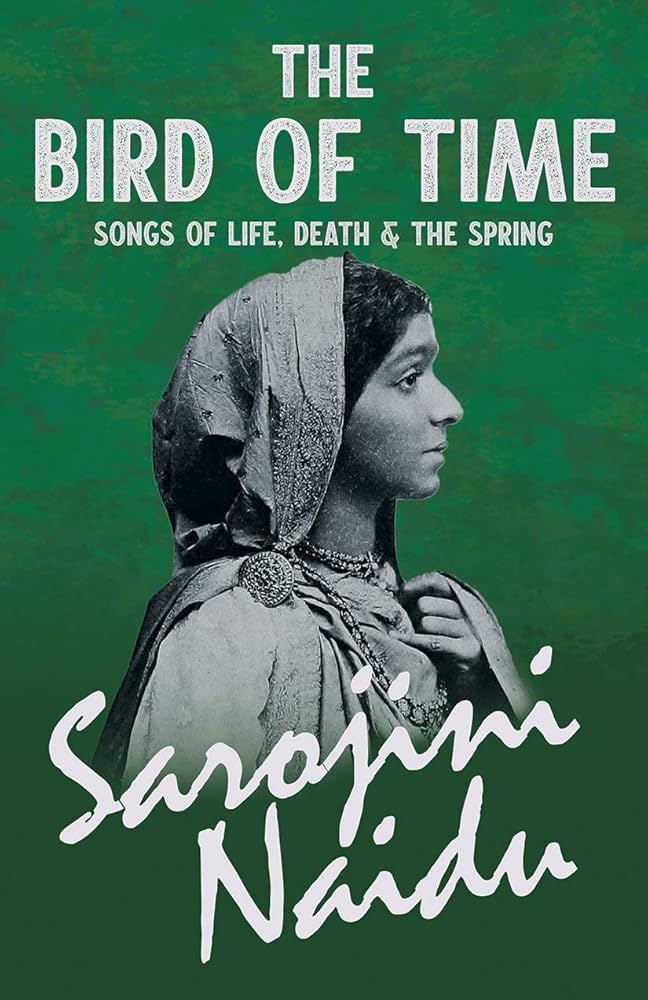 THE
BIRD OF TIME
SONGS OF LIFE, DEATH & THE SPRING
Sarojini
Naidu